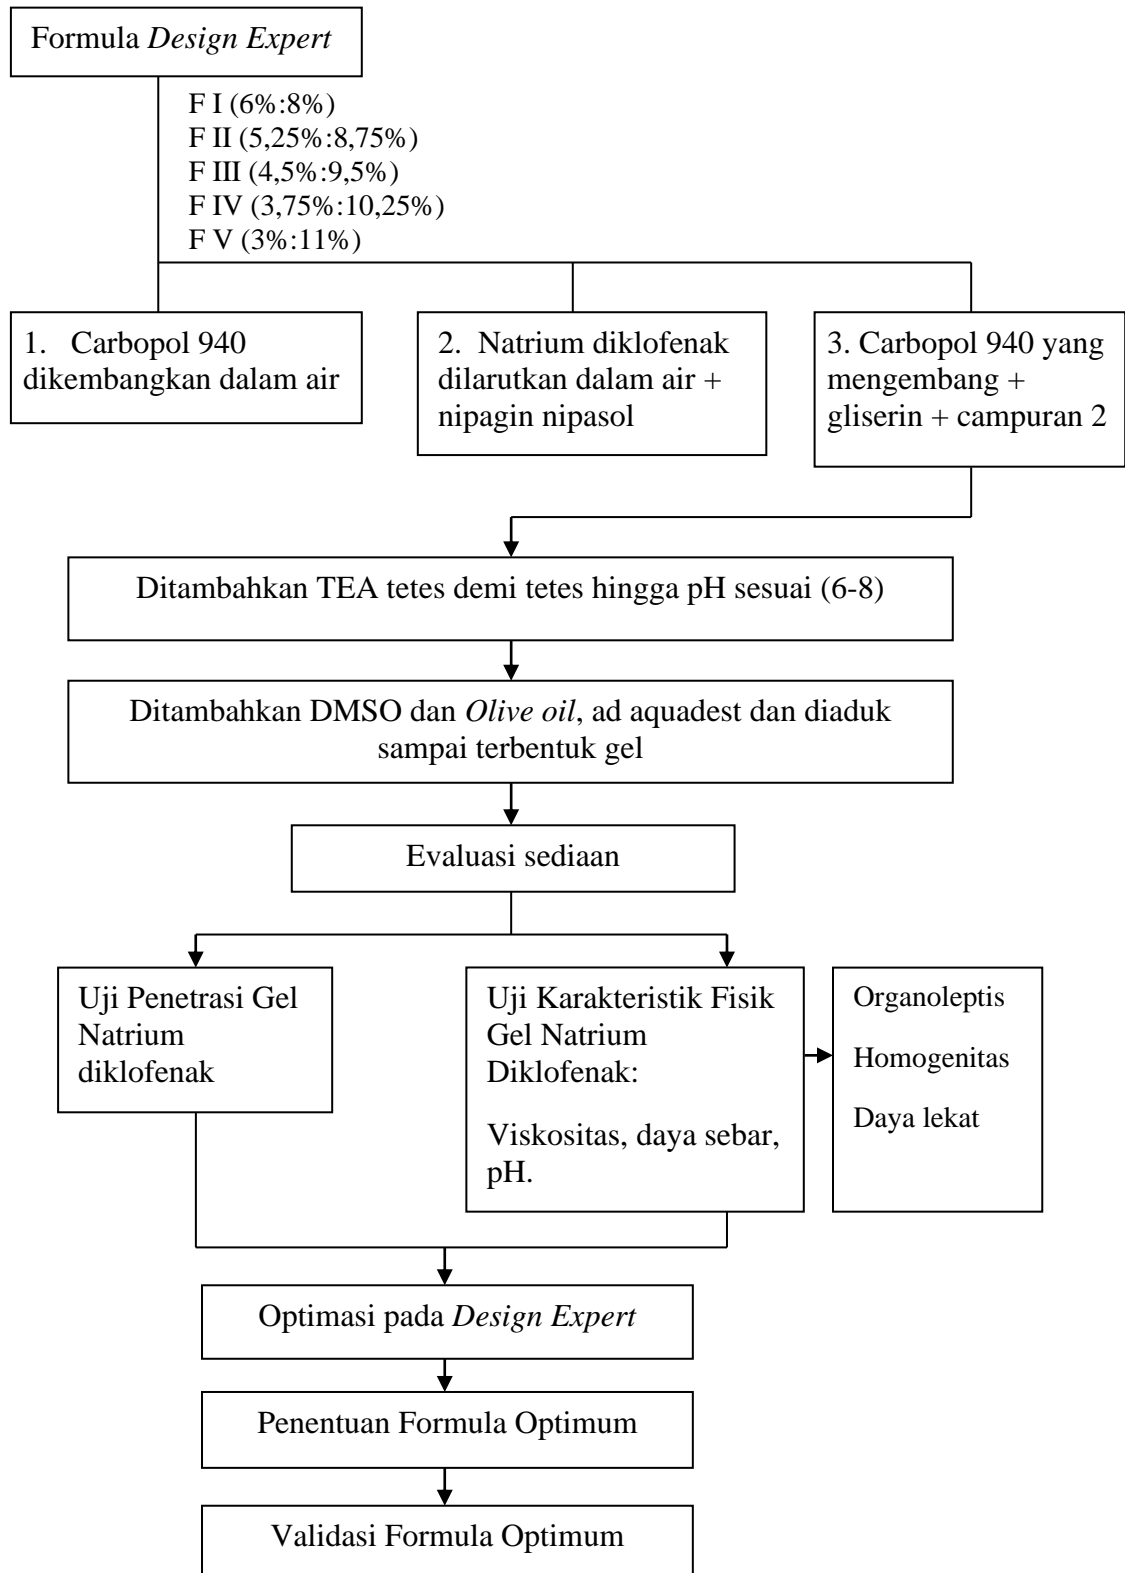 Formula Design Expert
F I (6%:8%)
F II (5,25%:8,75%)
F III (4,5%:9,5%)
F IV (3,75%:10,25%)
F V (3%:11%)
1. Carbopol 940
dikembangkan dalam air
2. Natrium diklofenak
dilarutkan dalam air +
nipagin nipasol
3. Carbopol 940 yang
mengembang +
gliserin + campuran 2
Ditambahkan TEA tetes demi tetes hingga pH sesuai (6-8)
Ditambahkan DMSO dan Olive oil, ad aquadest dan diaduk
sampai terbentuk gel
Evaluasi sediaan
Uji Penetrasi Gel
Natrium
diklofenak
Uji Karakteristik Fisik
Gel Natrium
Diklofenak:
Viskositas, daya sebar,
pH.
Organoleptis
Homogenitas
Daya lekat
Optimasi pada Design Expert
Penentuan Formula Optimum
Validasi Formula Optimum